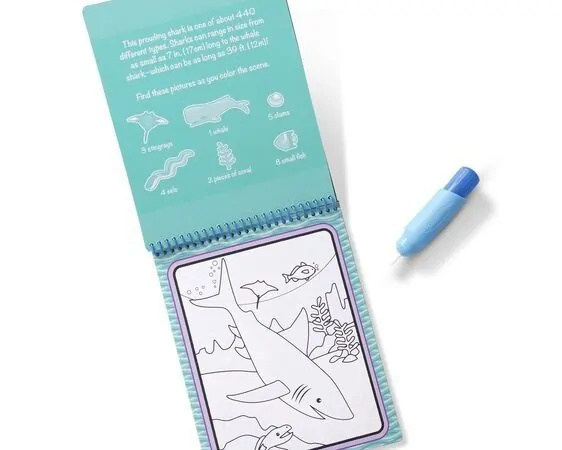 This prowling shark is one of about 440
different types. Sharks can range in size from
as small as 7 in. (17cm) long to the whale
shark—which can be as long as 39 ft. (12m)!
Find these pictures as you color the scene.
3 stingrays
1 whale
5 clams
4 eels
2 pieces of coral
6 small fish